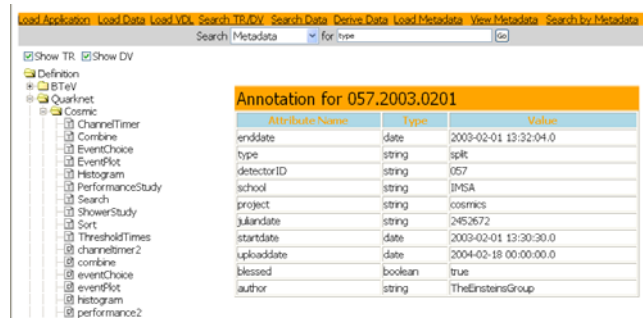 Load Application Load Data Load VDL Search TR/DV Search Data Derive Data Load Metadata View Metadata Search by Metadata
Search Metadata for type Go
Show TR Show DV
Definition
BTeV
Quarknet
Cosmic
ChannelTimer
Combine
EventChoice
EventPlot
Histogram
PerformanceStudy
Search
ShowerStudy
Sort
ThresholdTimes
channeltimer2
combine
eventChoice
eventPlot
histogram
performance2
Annotation for 057.2003.0201
Attribute Name Type Value
enddate date 2003-02-01 13:32:04.0
type string split
detectorID string 057
school string IMSA
project string cosmics
juliandate string 2452672
startdate date 2003-02-01 13:30:30.0
uploaddate date 2004-02-18 00:00:00.0
blessed boolean true
author string TheEinsteinsGroup